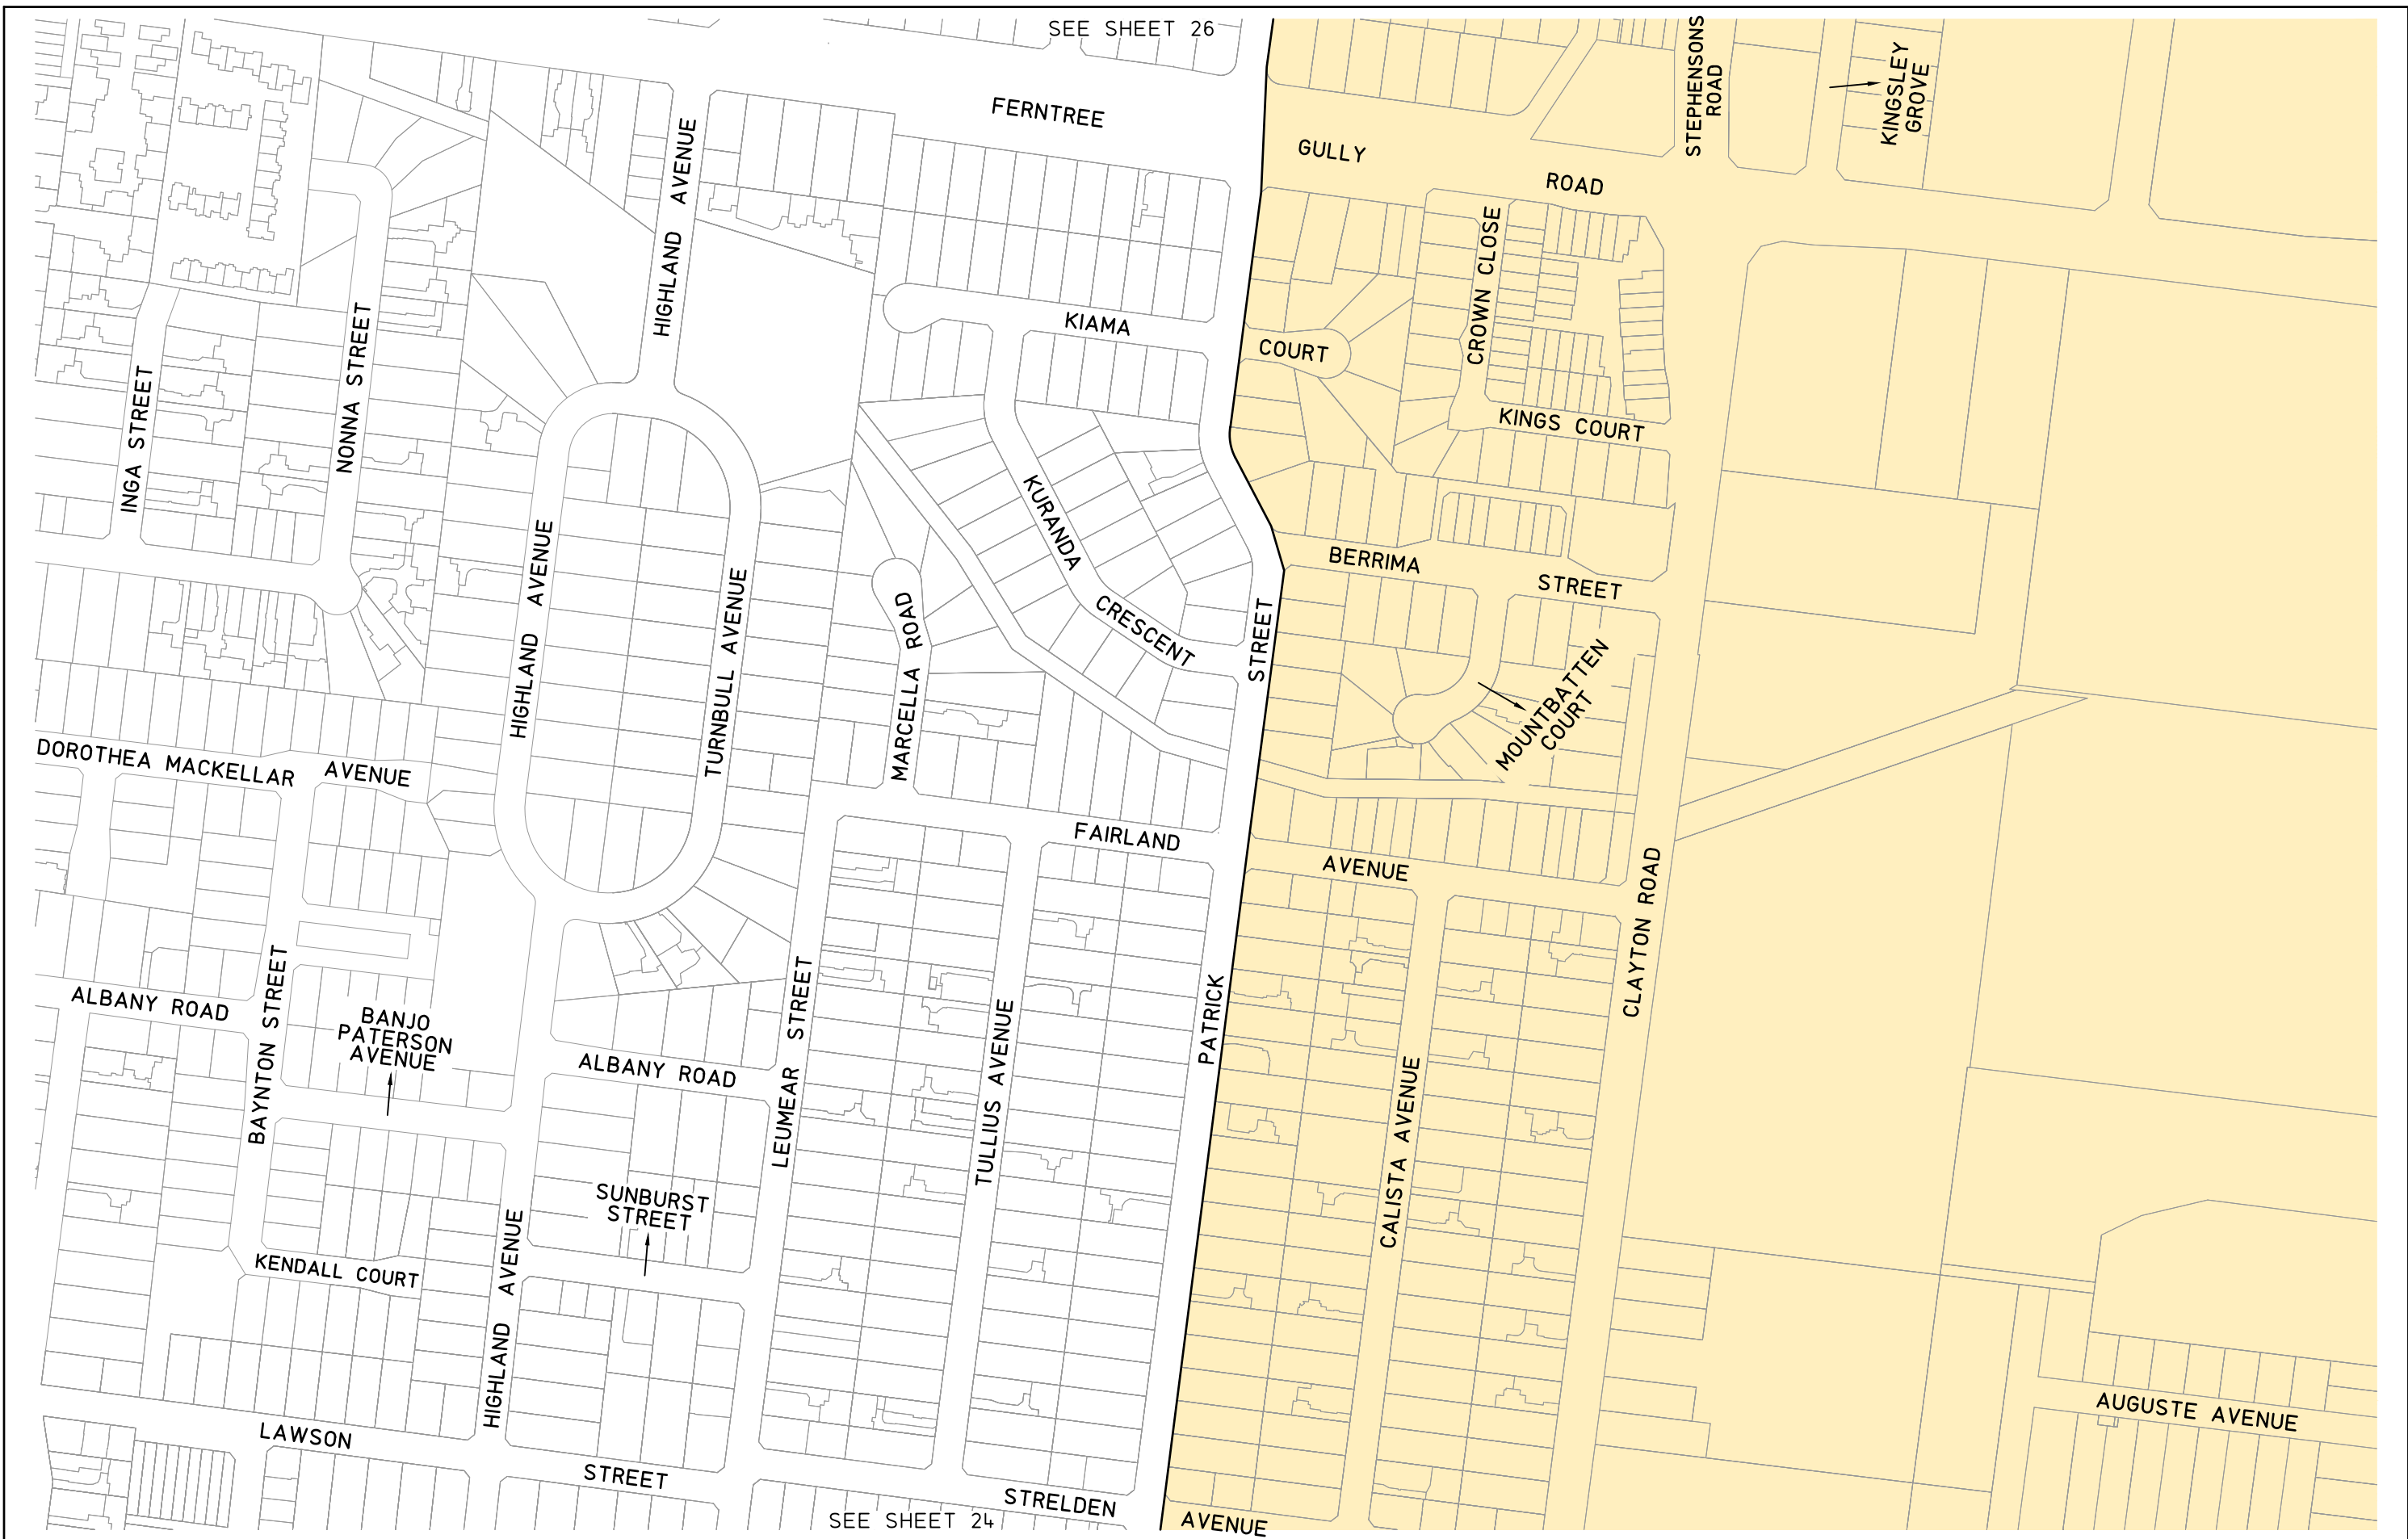 SEE SHEET 26
STEPHENSONS
ROAD
KINGSLEY
GROVE
FERNTREE
GULLY
ROAD
HIGHLAND AVENUE
CROWN CLOSE
KIAMA
COURT
INGA STREET
NONNA STREET
KINGS COURT
KURANDA
CRESCENT
HIGHLAND AVENUE
TURNBULL AVENUE
MARCELLA ROAD
STREET
BERRIMA
STREET
MOUNTBATTEN
COURT
DOROTHEA MACKELLAR
AVENUE
FAIRLAND
AVENUE
CLAYTON ROAD
ALBANY ROAD
BAYNTON STREET
BANJO
PATERSON
AVENUE
ALBANY ROAD
LEUMEAR STREET
TULLIUS AVENUE
PATRICK
CALISTA AVENUE
SUNBURST
STREET
KENDALL COURT
HIGHLAND AVENUE
AUGUSTE AVENUE
LAWSON
STREET
STRELDEN
AVENUE
SEE SHEET 24